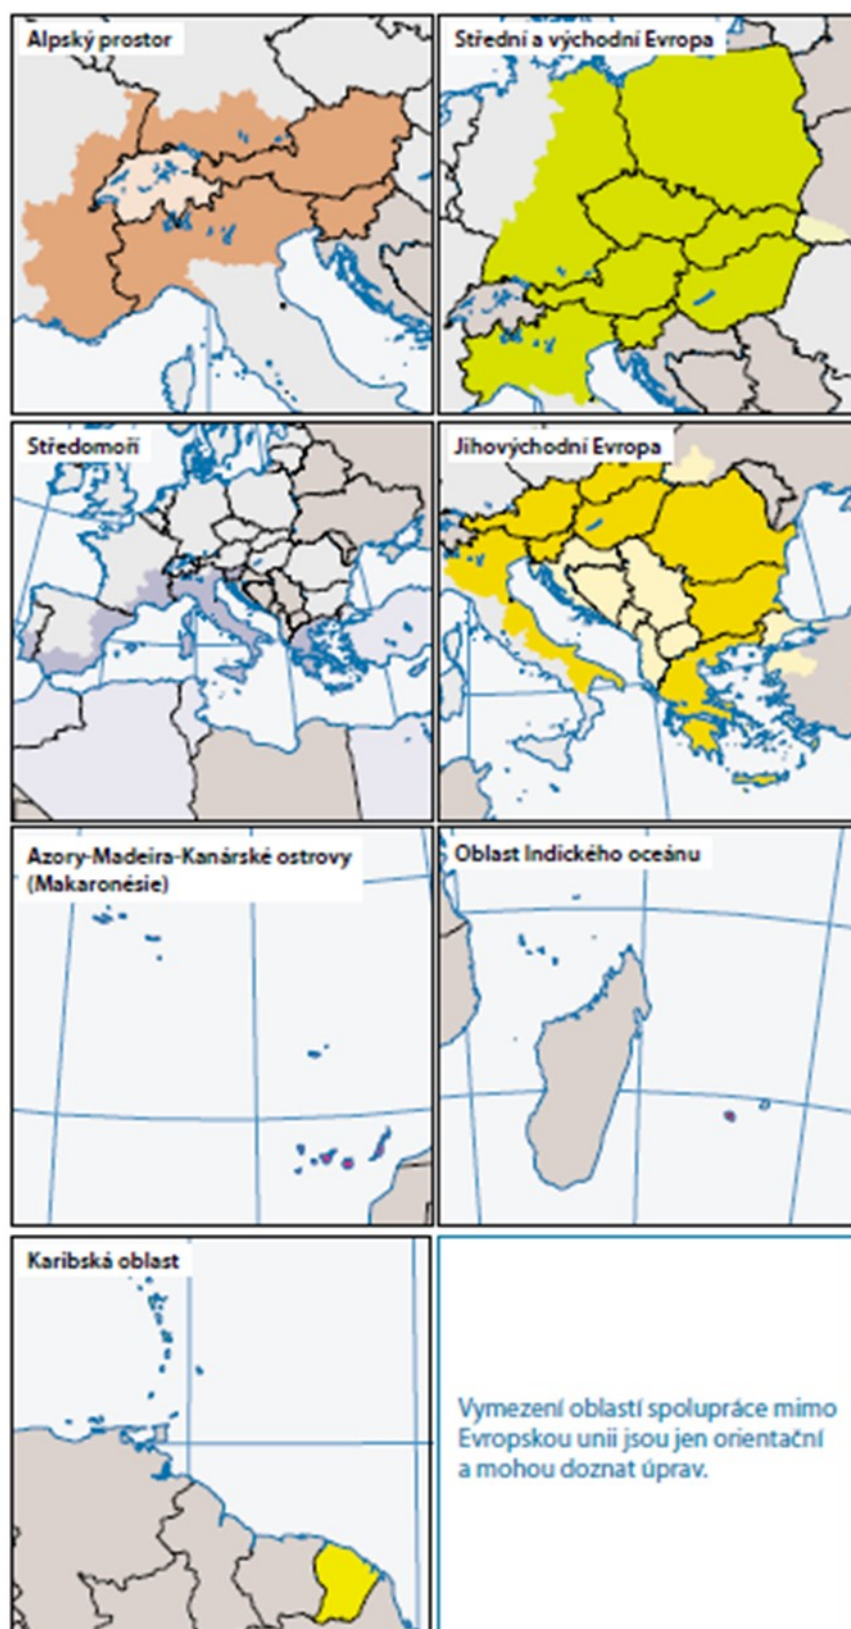 Alpský prostor
Střední a východní Evropa
Středomoří
Jihovýchodní Evropa
Azory-Madeira-Kanárské ostrovy
(Makaronésie)
Oblast Indického oceánu
Karibská oblast
Vymezení oblastí spolupráce mimo
Evropskou unii jsou jen orientační
a mohou doznat úprav.